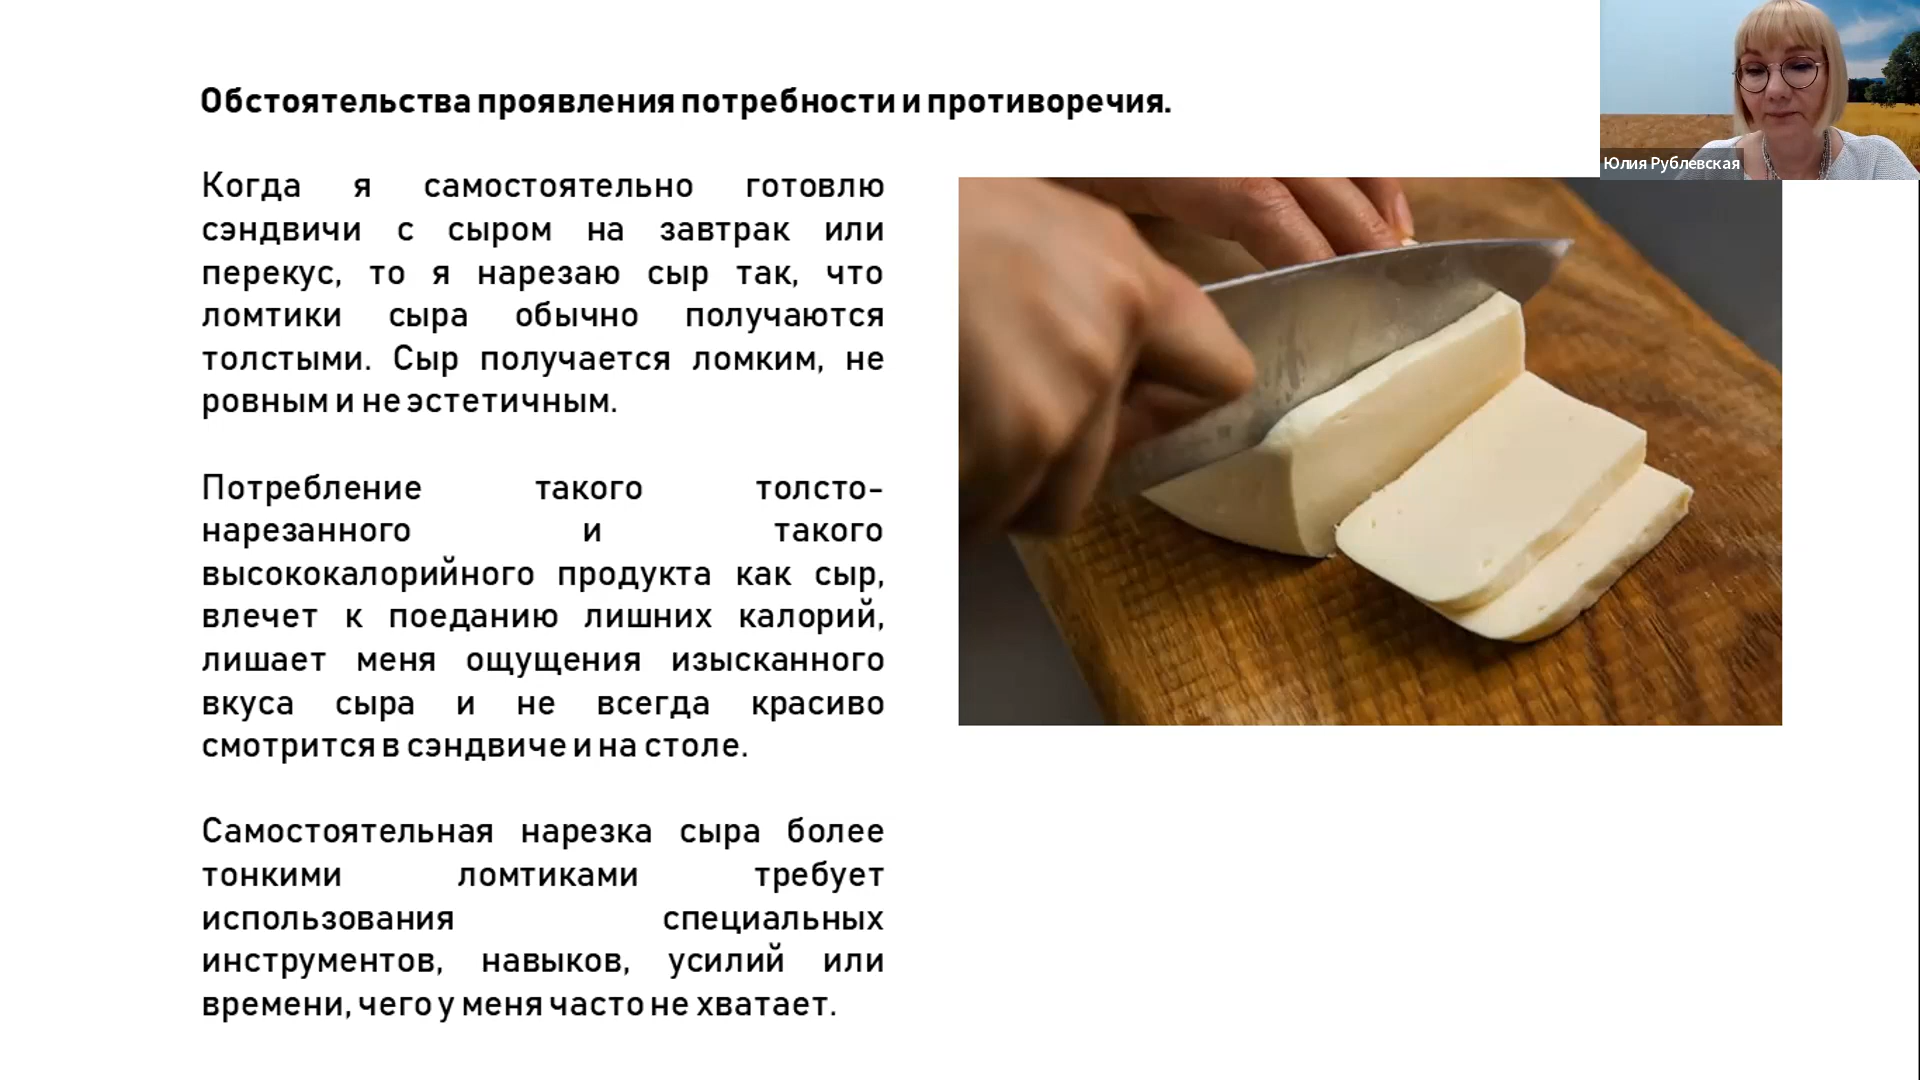 Обстоятельства проявления потребности и противоречия.
Юлия Рублевская
Когда я самостоятельно готовлю
сэндвичи с сыром на завтрак или
перекус, то я нарезаю сыр так, что
ломтики сыра обычно получаются
толстыми. Сыр получается ломким, не
ровным и не эстетичным.
Потребление такого толсто-
нарезанного и такого
высококалорийного продукта как сыр,
влечет к поеданию лишних калорий,
лишает меня ощущения изысканного
вкуса сыра и не всегда красиво
смотрится в сэндвиче и на столе.
Самостоятельная нарезка сыра более
тонкими ломтиками требует
использования специальных
инструментов, навыков, усилий или
времени, чего у меня часто не хватает.